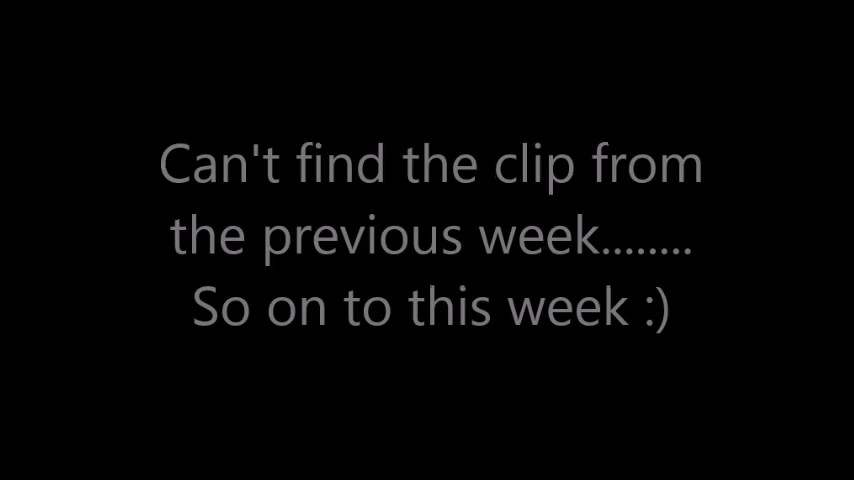 Can't find the clip from
the previous week........
So on to this week :)